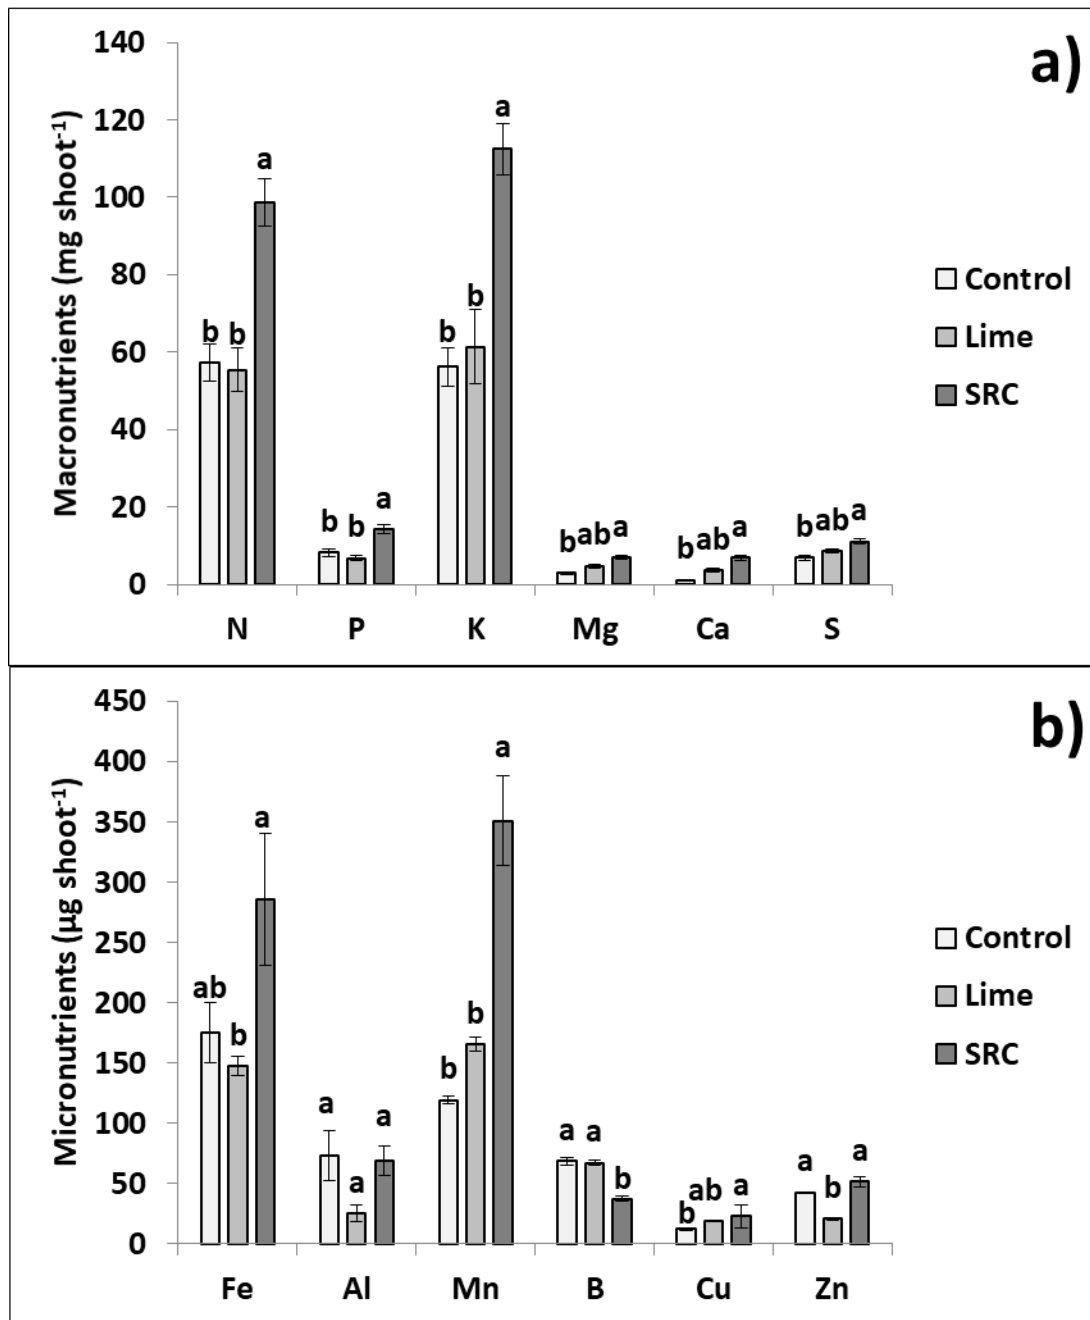 a)
Macronutrients (mg shoot⁻¹)
140
120
100
80
60
40
20
0
b b a
b b a
b b a
b ab a
b ab a
b ab a
N P K Mg Ca S
Control
Lime
SRC
b)
Micronutrients (µg shoot⁻¹)
450
400
350
300
250
200
150
100
50
0
ab b a
a a a
b b a
a a b
b ab a
a b a
Fe Al Mn B Cu Zn
Control
Lime
SRC